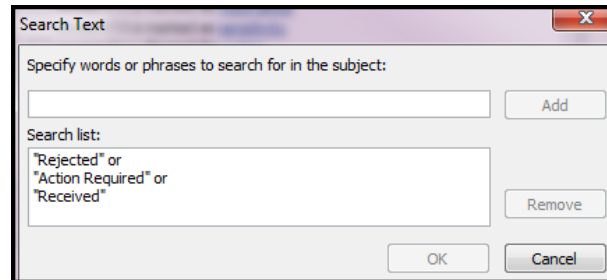 Search Text
Specify words or phrases to search for in the subject:
Add
Search list:
"Rejected" or
"Action Required" or
"Received"
Remove
OK
Cancel